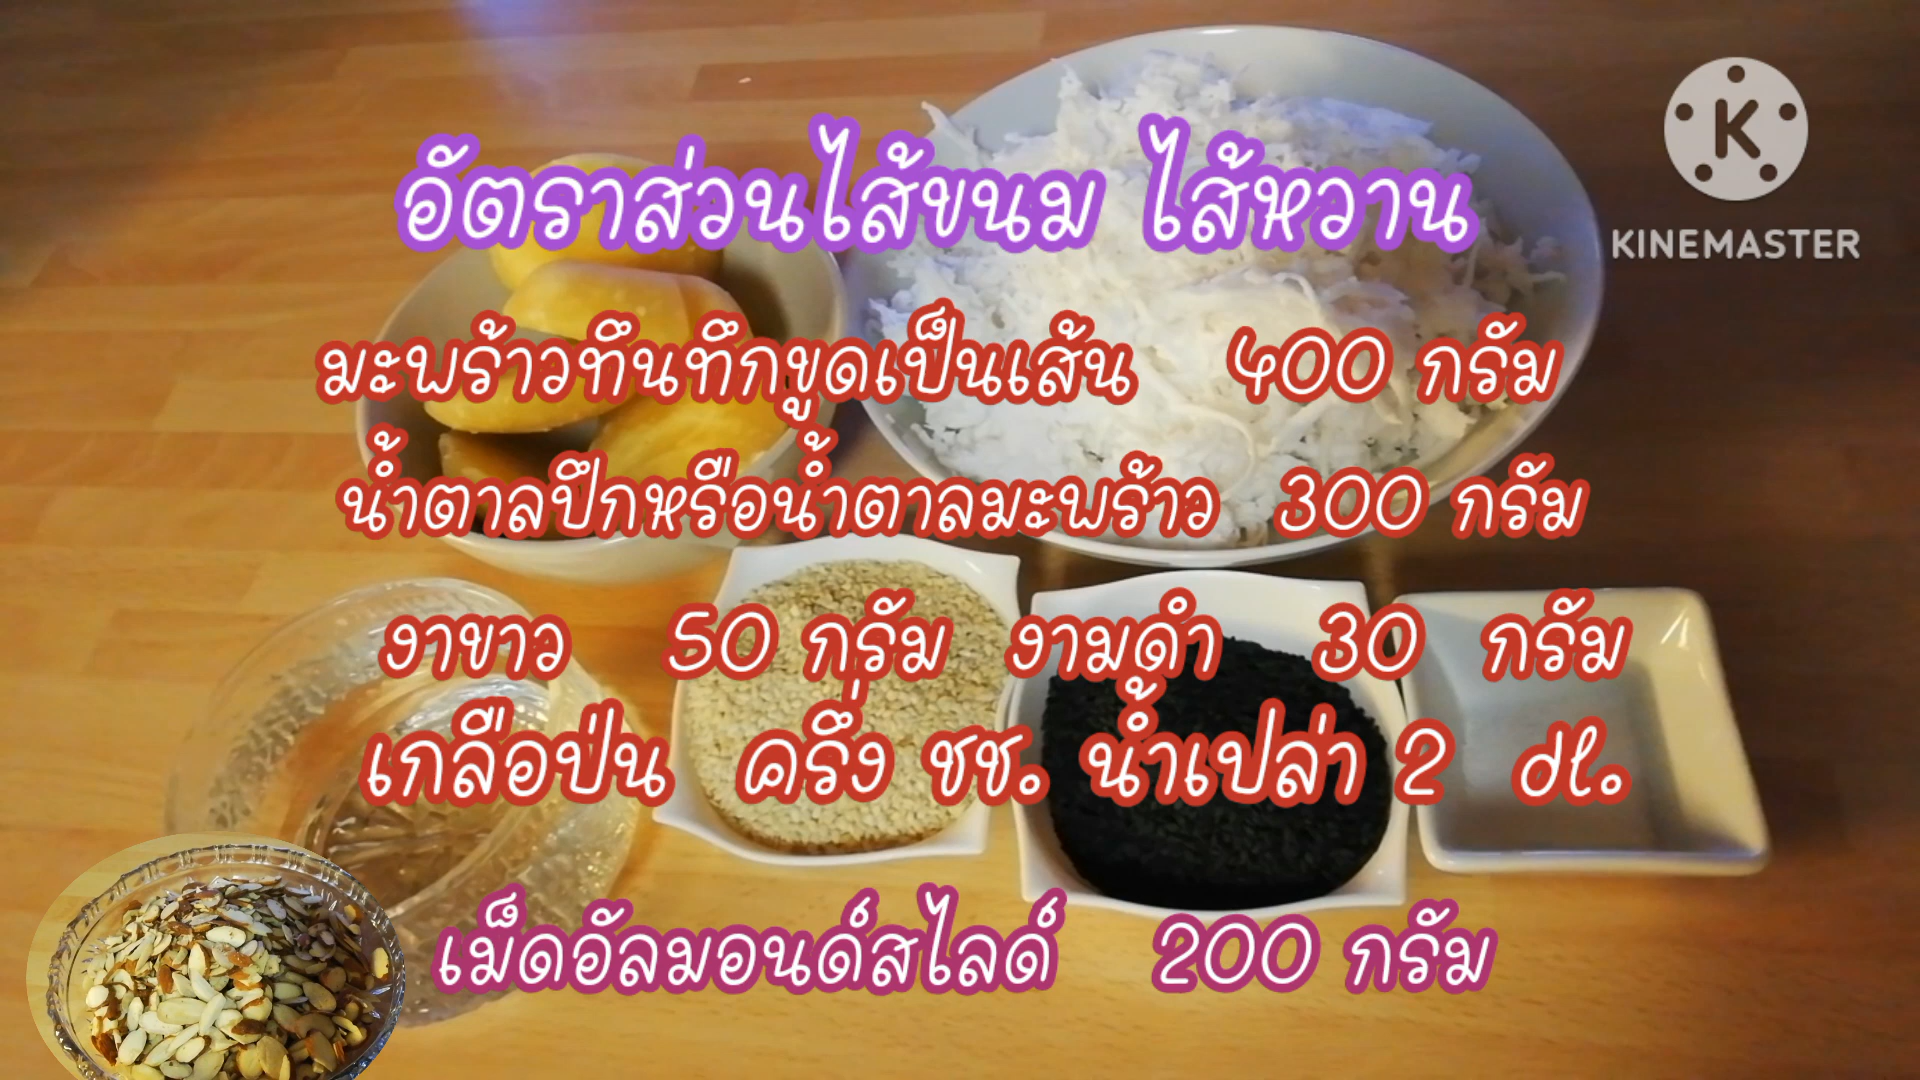 อัตราส่วนไส้ขนม ไส้หวาน
K
KINEMASTER
มะพร้าวทึนทึกขูดเป็นเส้น 400 กรัม
น้ำตาลปึกหรือน้ำตาลมะพร้าว 300 กรัม
งาขาว 50 กรัม งามดำ 30 กรัม
เกลือป่น ครึ่ง ชช. น้ำเปล่า 2 dl.
เม็ดอัลมอนด์สไลด์ 200 กรัม